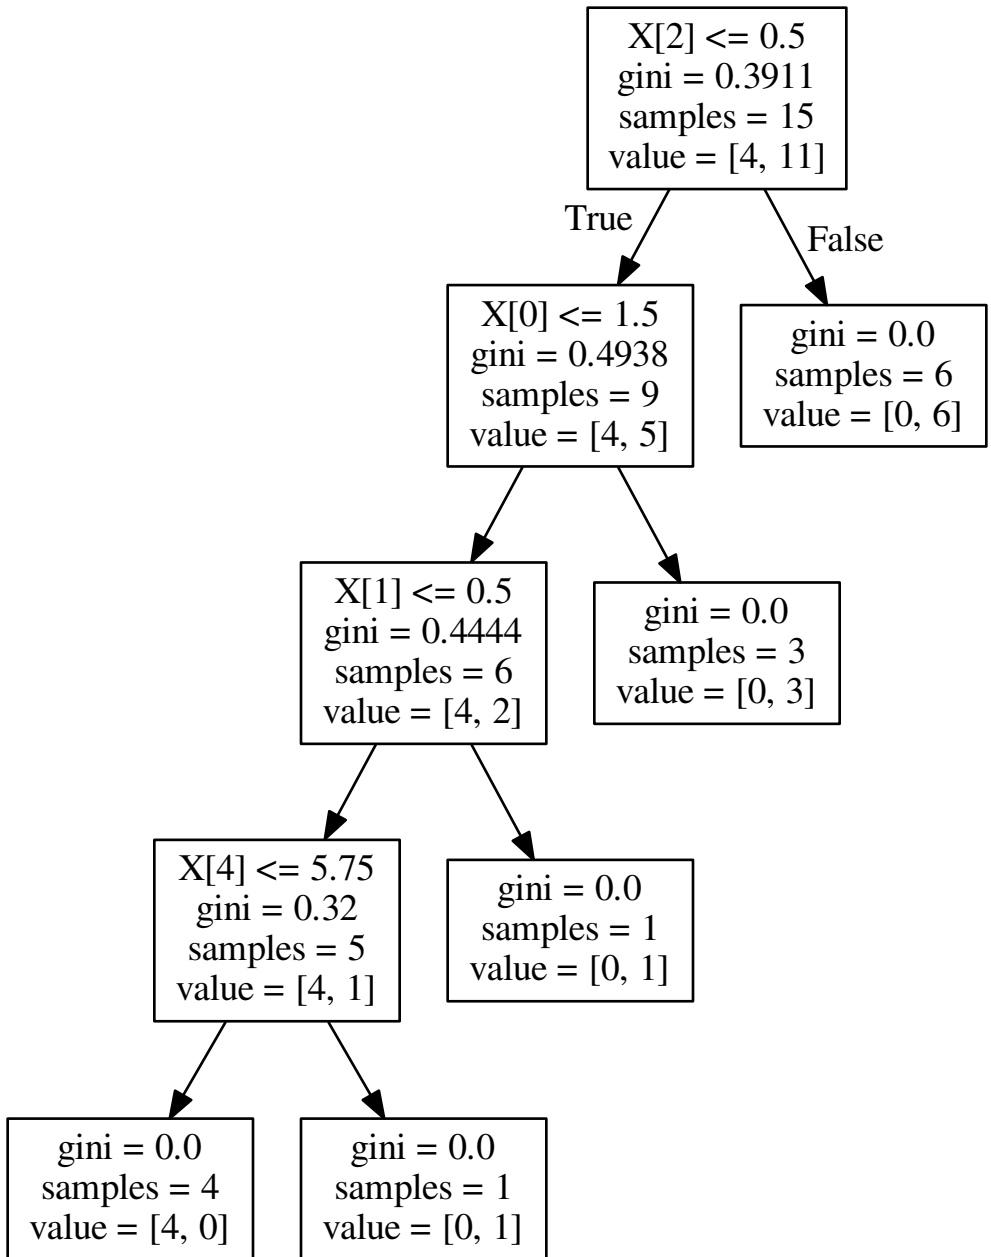 X[2] <= 0.5
gini = 0.3911
samples = 15
value = [4, 11]
True
False
X[0] <= 1.5
gini = 0.4938
samples = 9
value = [4, 5]
gini = 0.0
samples = 6
value = [0, 6]
X[1] <= 0.5
gini = 0.4444
samples = 6
value = [4, 2]
gini = 0.0
samples = 3
value = [0, 3]
X[4] <= 5.75
gini = 0.32
samples = 5
value = [4, 1]
gini = 0.0
samples = 1
value = [0, 1]
gini = 0.0
samples = 4
value = [4, 0]
gini = 0.0
samples = 1
value = [0, 1]